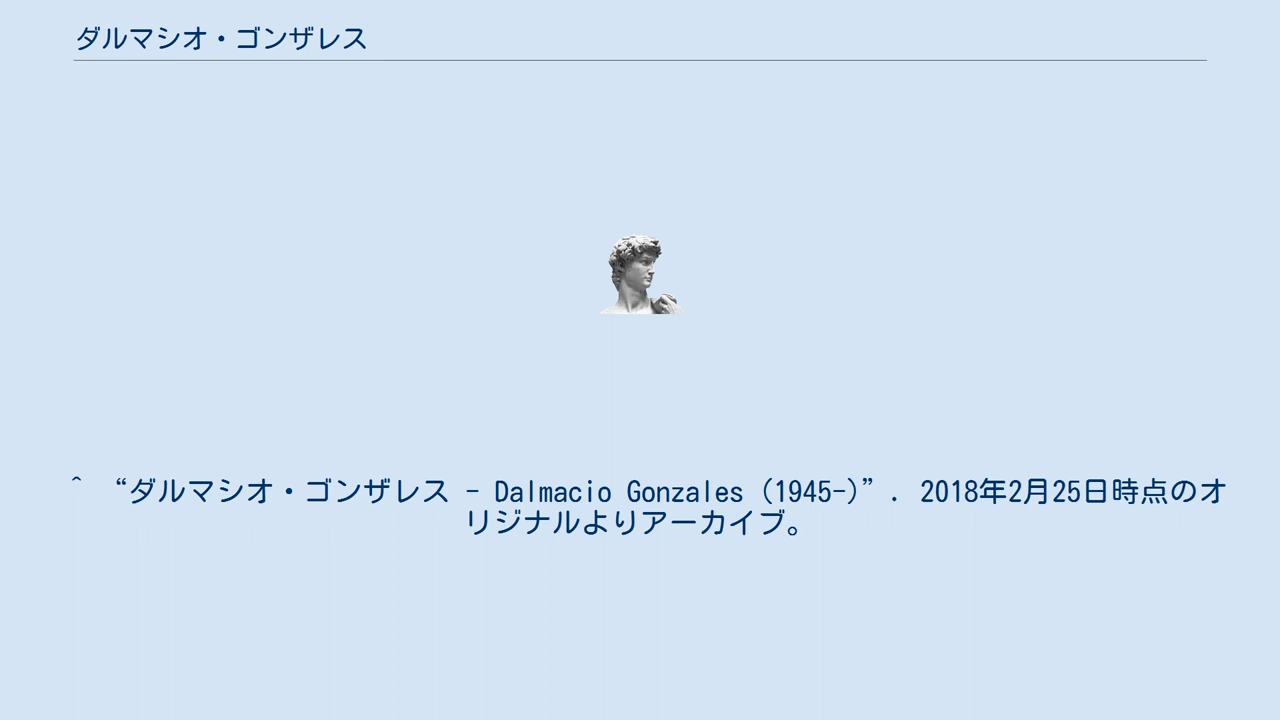 ダルマシオ・ゴンザレス
^ “ダルマシオ・ゴンザレス - Dalmacio Gonzales (1945-)”. 2018年2月25日時点のオ
リジナルよりアーカイブ。